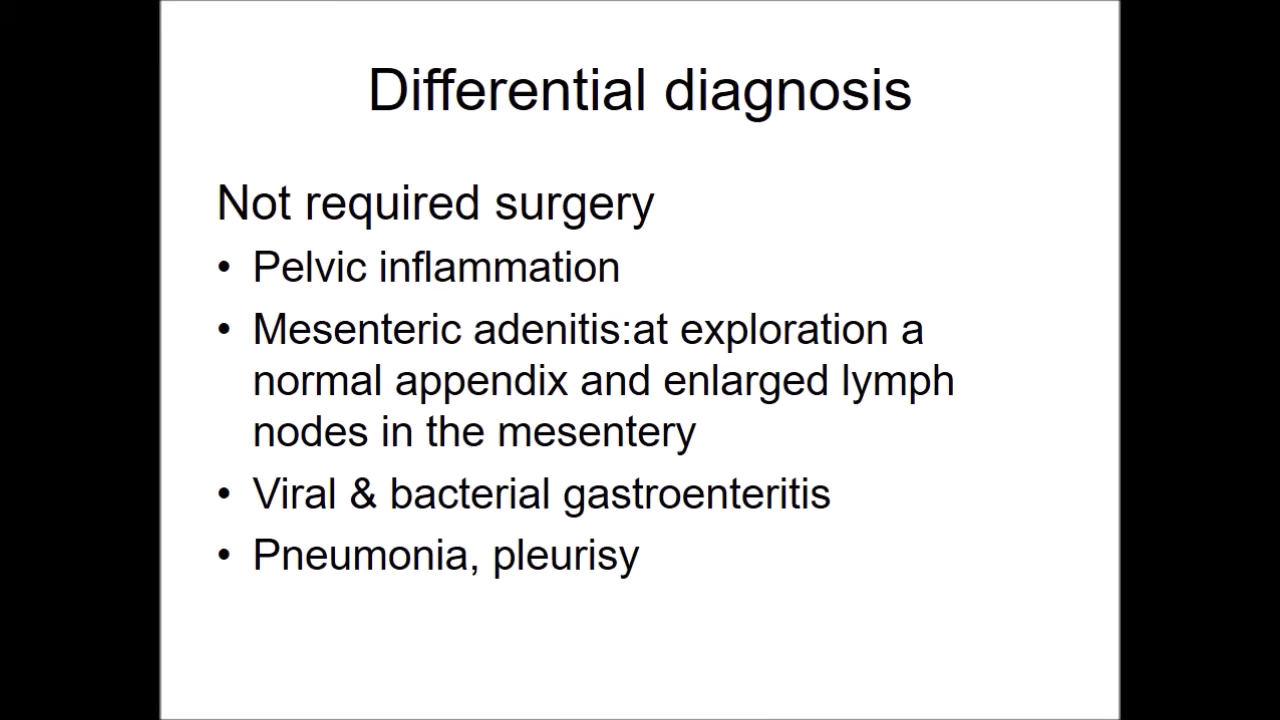 Differential diagnosis
Not required surgery
• Pelvic inflammation
• Mesenteric adenitis:at exploration a
normal appendix and enlarged lymph
nodes in the mesentery
• Viral & bacterial gastroenteritis
• Pneumonia, pleurisy